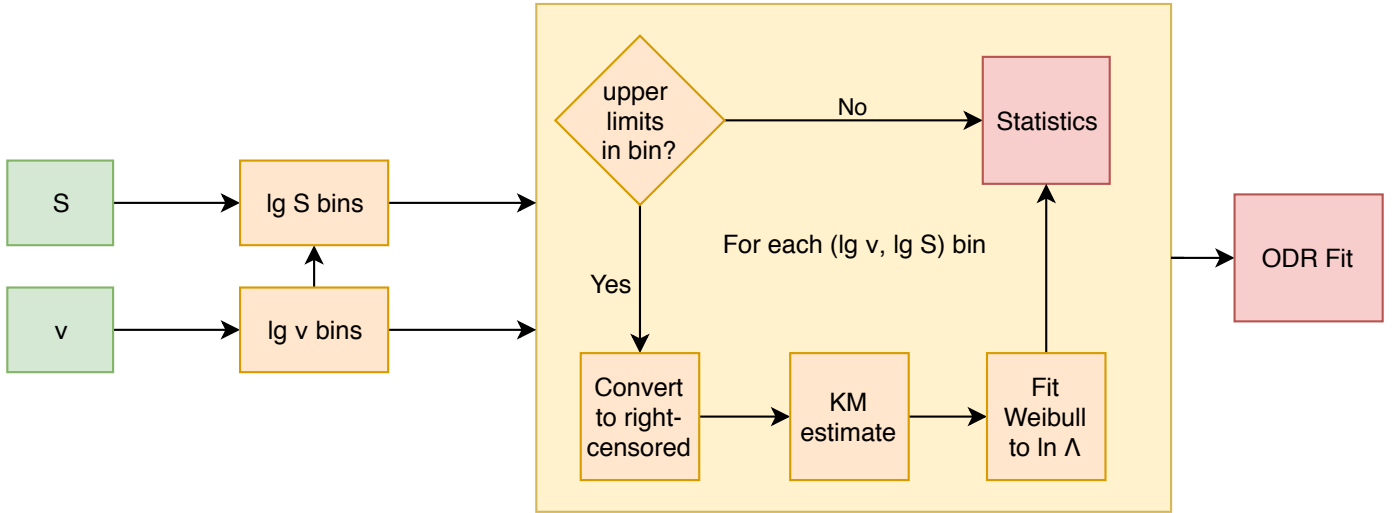 S
lg S bins
v
lg v bins
upper
limits
in bin?
No
Statistics
For each (lg v, lg S) bin
Yes
Convert
to right-
censored
KM
estimate
Fit
Weibull
to ln Λ
ODR Fit